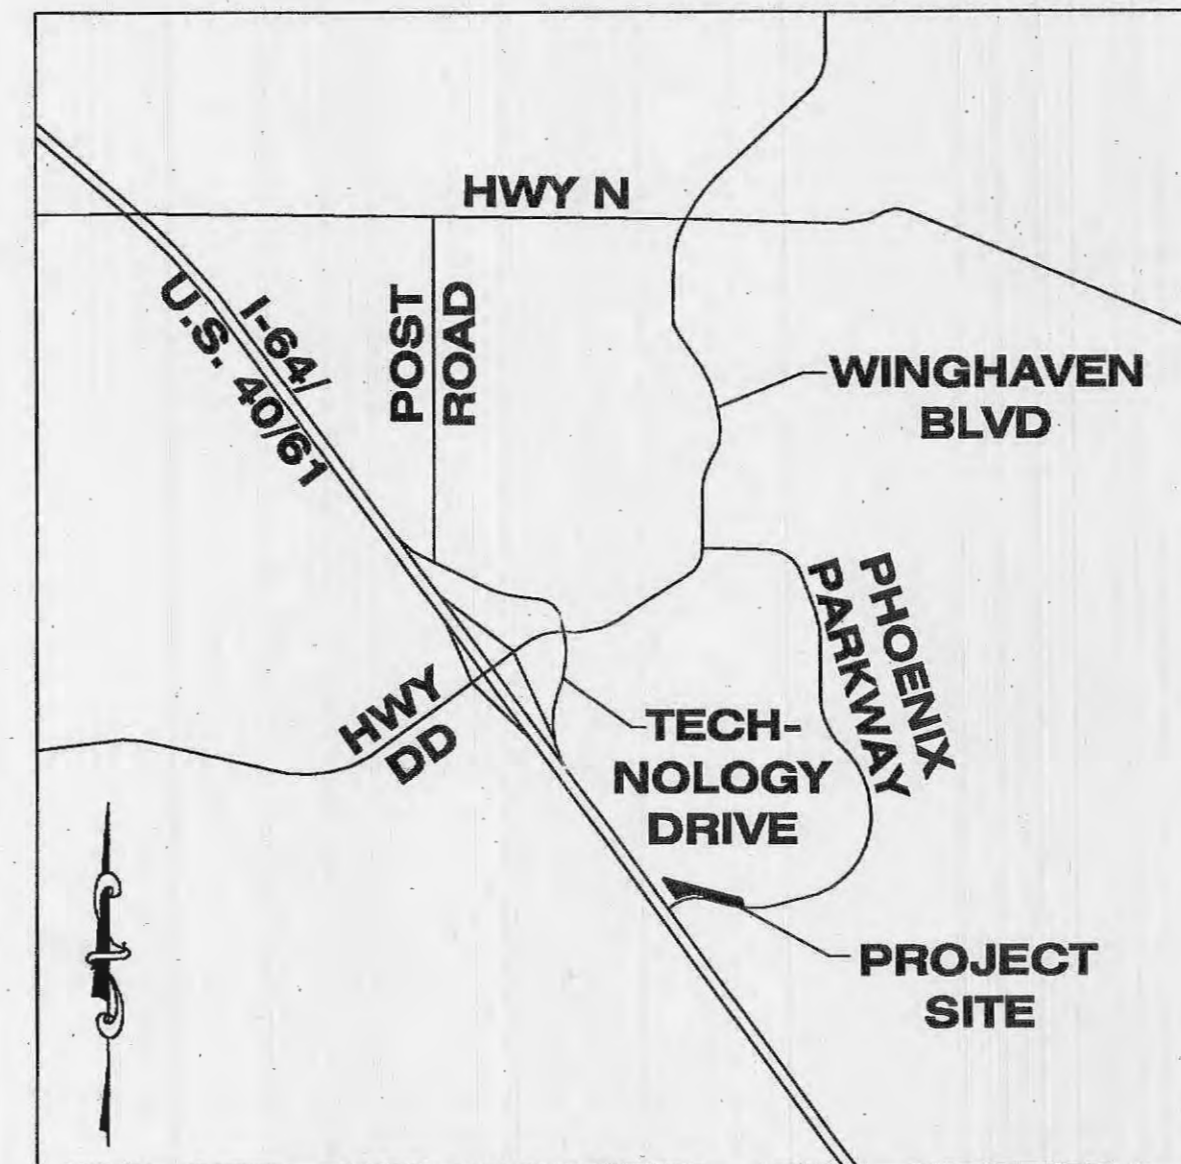 HWY N
I-64/
U.S. 40/61
POST
ROAD
WINGHAVEN
BLVD
PHOENIX
PARKWAY
HWY
DD
TECH-
NOLOGY
DRIVE
PROJECT
SITE